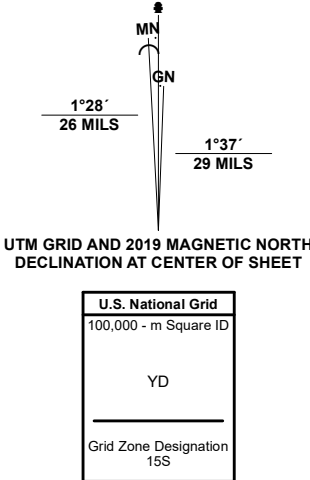 MN
GN
1°28´
26 MILS
1°37´
29 MILS
UTM GRID AND 2019 MAGNETIC NORTH
DECLINATION AT CENTER OF SHEET
U.S. National Grid
100,000 - m Square ID
YD
Grid Zone Designation
15S